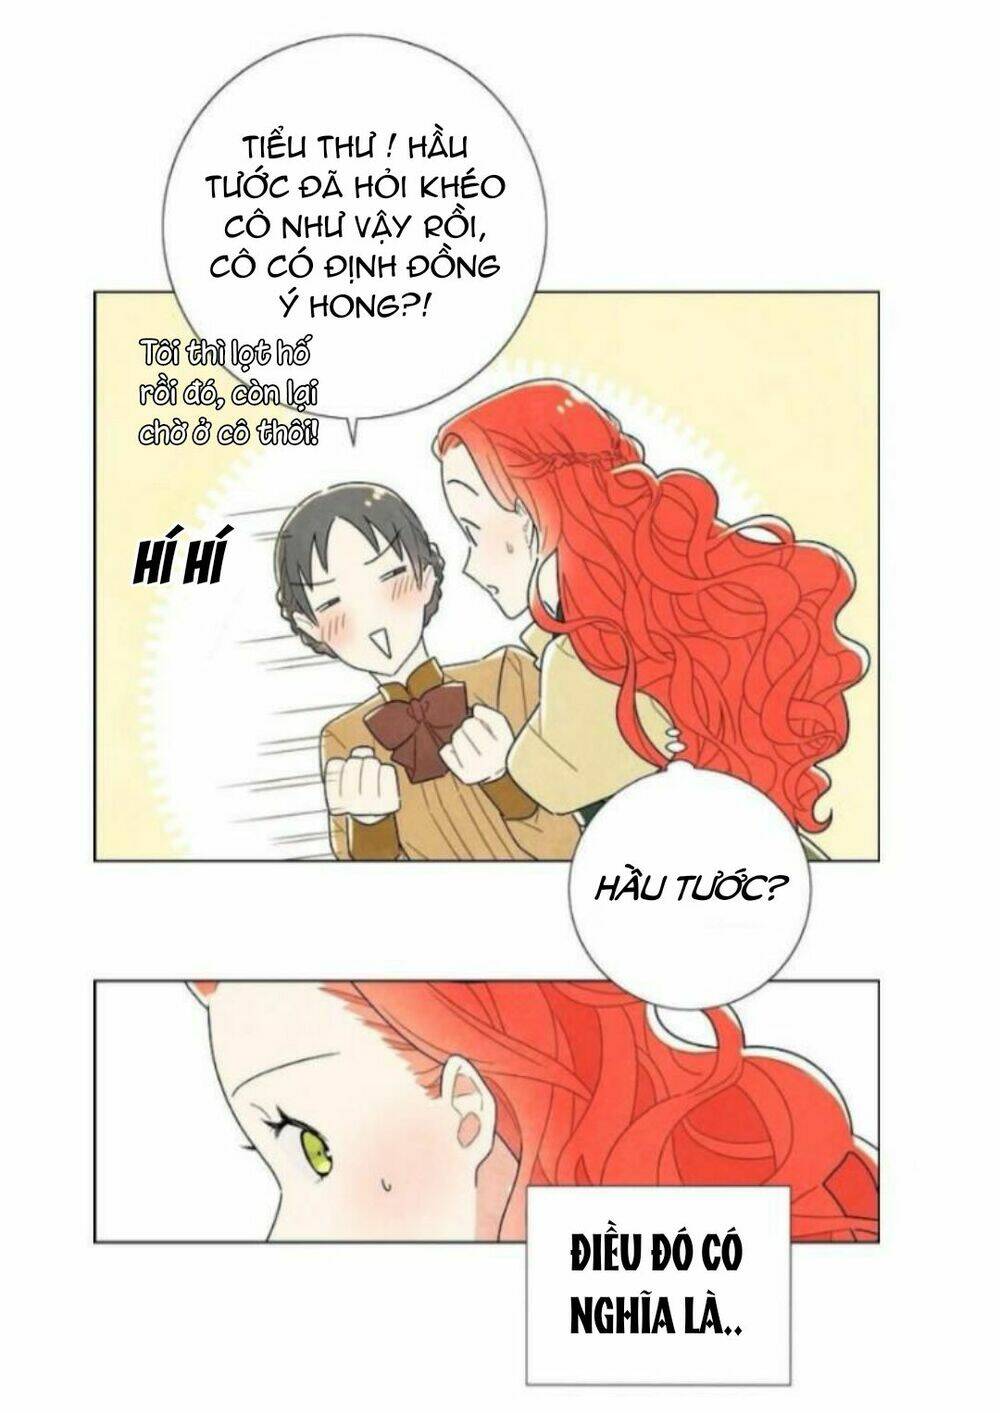 TIỂU THƯ ! HẦU
TƯỚC ĐÃ HỎI KHÉO
CÔ NHƯ VẬY RỒI,
CÔ CÓ ĐỊNH ĐỒNG
Ý HONG?!
Tôi thì lọt hố
rồi đó, còn lại
chờ ở cô thôi!
HÍ HÍ
HẦU TƯỚC?
ĐIỀU ĐÓ CÓ
NGHĨA LÀ..